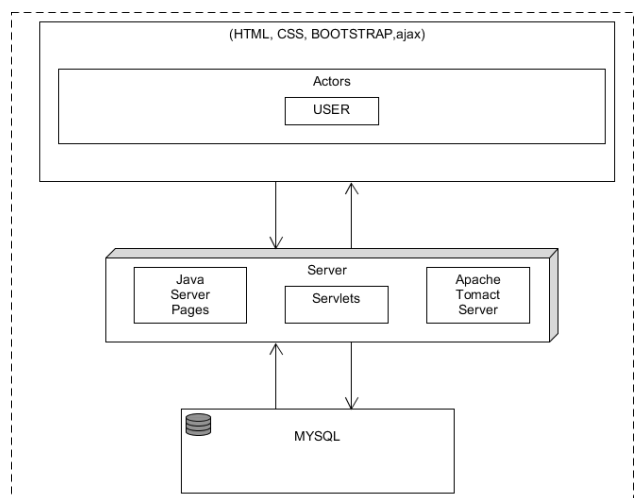 (HTML, CSS, BOOTSTRAP,ajax)
Actors
USER
Server
Java
Server
Pages
Servlets
Apache
Tomact
Server
MYSQL